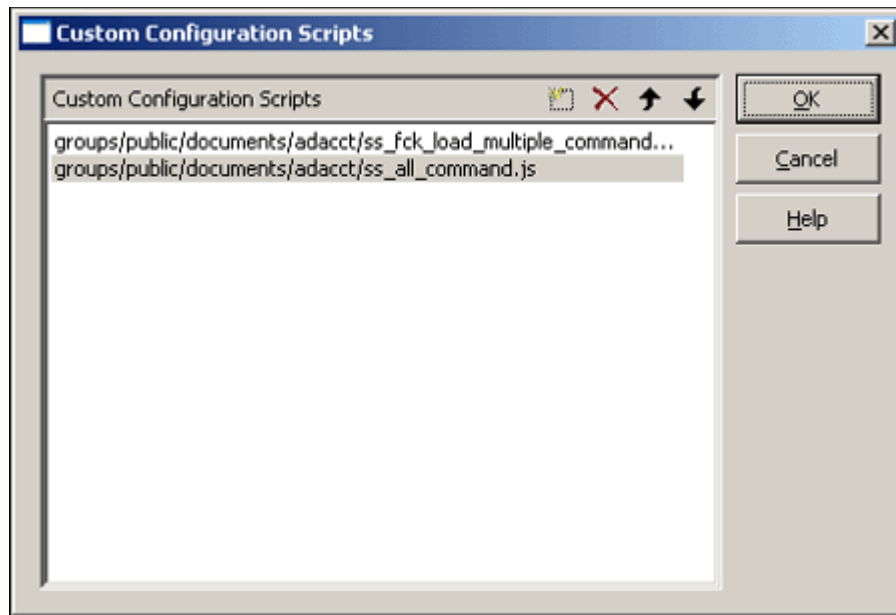 Custom Configuration Scripts
Custom Configuration Scripts
groups/public/documents/adacct/ss_fck_load_multiple_command...
groups/public/documents/adacct/ss_all_command.js
OK
Cancel
Help